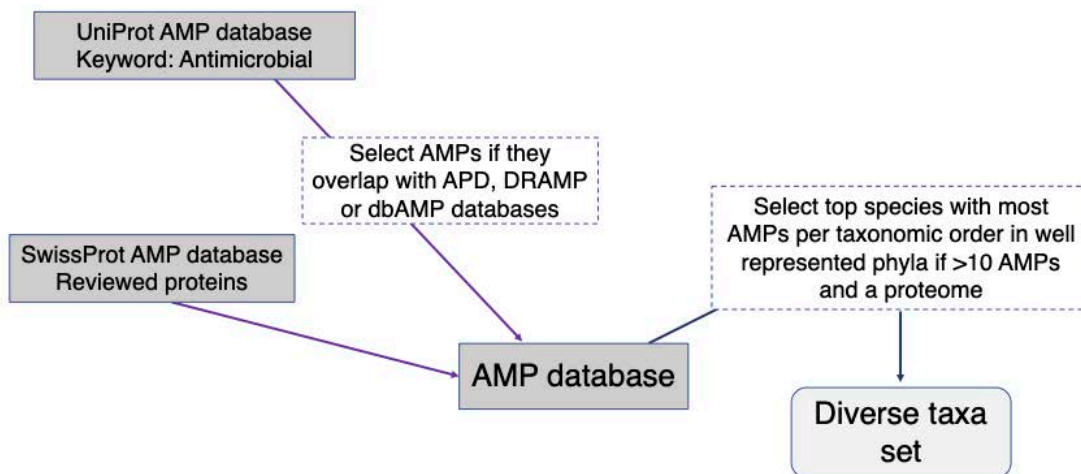 UniProt AMP database
Keyword: Antimicrobial
Select AMPs if they
overlap with APD, DRAMP
or dbAMP databases
Select top species with most
AMPs per taxonomic order in well
represented phyla if >10 AMPs
and a proteome
SwissProt AMP database
Reviewed proteins
AMP database
Diverse taxa
set